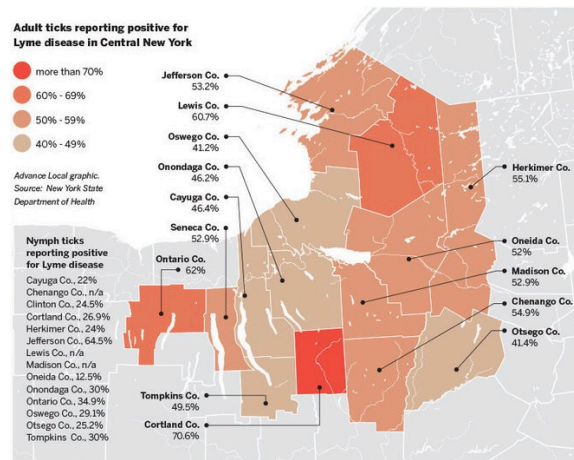 Adult ticks reporting positive for
Lyme disease in Central New York
more than 70%
60% - 69%
50% - 59%
40% - 49%
Advance Local graphic.
Source: New York State
Department of Health
Jefferson Co.
53.2%
Lewis Co.
60.7%
Oswego Co.
41.2%
Onondaga Co.
46.2%
Cayuga Co.
46.4%
Seneca Co.
52.9%
Ontario Co.
62%
Herkimer Co.
55.1%
Oneida Co.
52%
Madison Co.
52.9%
Chenango Co.
54.9%
Otsego Co.
41.4%
Tompkins Co.
49.5%
Cortland Co.
70.6%
Nymph ticks
reporting positive
for Lyme disease
Cayuga Co., 22%
Chenango Co., n/a
Clinton Co., 24.5%
Cortland Co., 26.9%
Herkimer Co., 24%
Jefferson Co., 64.5%
Lewis Co., n/a
Madison Co., n/a
Oneida Co., 12.5%
Onondaga Co., 30%
Ontario Co., 34.9%
Oswego Co., 29.1%
Otsego Co., 25.2%
Tompkins Co., 30%